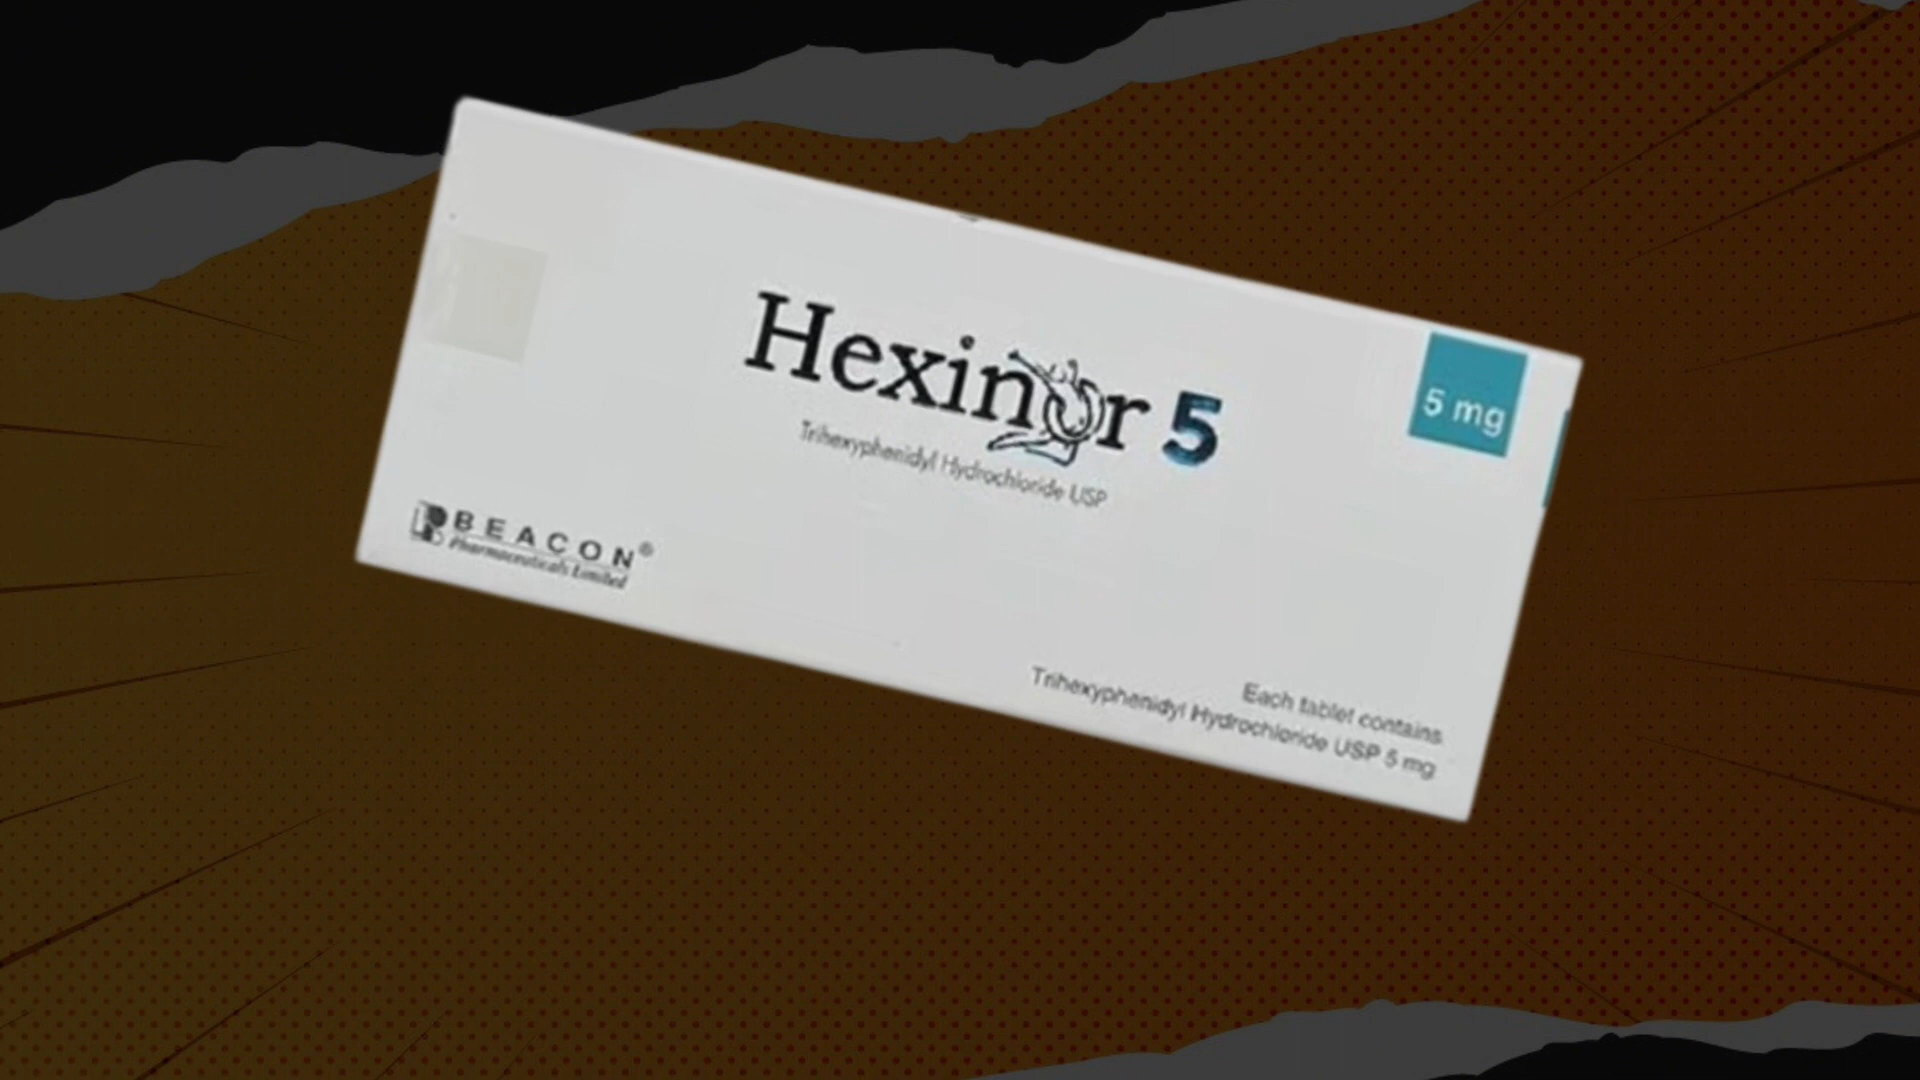 Hexinor 5
Trihexyphenidyl Hydrochloride USP
5 mg
BEACON®
Pharmaceuticals Limited
Each tablet contains
Trihexyphenidyl Hydrochloride USP 5 mg